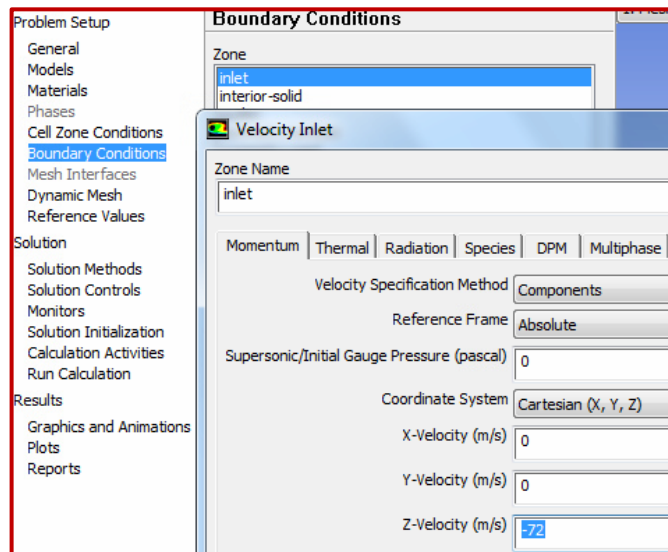 Problem Setup
General
Models
Materials
Phases
Cell Zone Conditions
Boundary Conditions
Mesh Interfaces
Dynamic Mesh
Reference Values
Solution
Solution Methods
Solution Controls
Monitors
Solution Initialization
Calculation Activities
Run Calculation
Results
Graphics and Animations
Plots
Reports
Boundary Conditions
Zone
inlet
interior-solid
Velocity Inlet
Zone Name
inlet
Momentum Thermal Radiation Species DPM Multiphase
Velocity Specification Method Components
Reference Frame Absolute
Supersonic/Initial Gauge Pressure (pascal) 0
Coordinate System Cartesian (X, Y, Z)
X-Velocity (m/s) 0
Y-Velocity (m/s) 0
Z-Velocity (m/s) -72